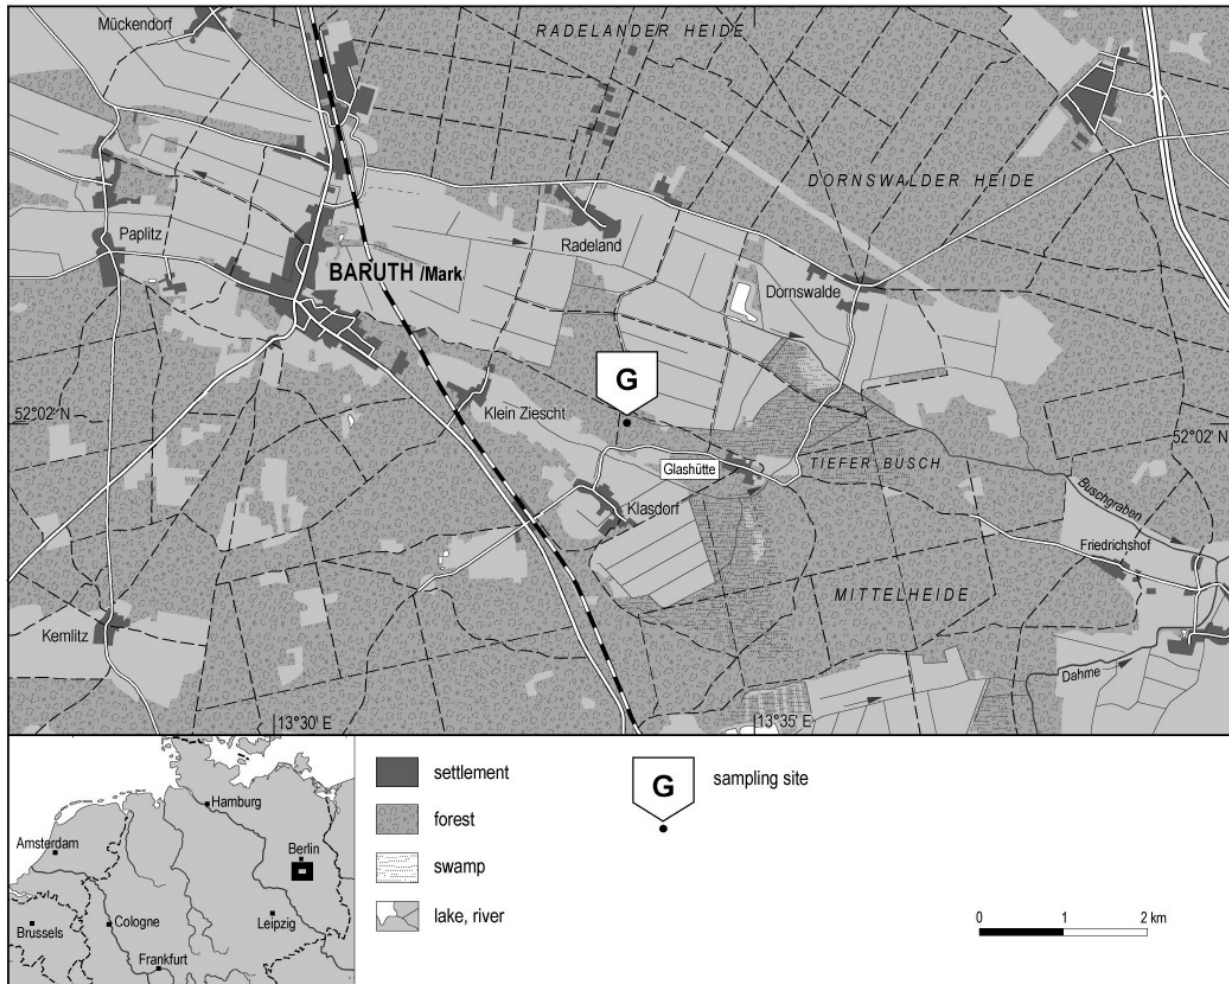 Mückendorf
RADELANDER HEIDE
DORNSWALDER HEIDE
Paplitz
Radeland
BARUTH /Mark
Dornswalde
G
52°02' N
Klein Ziescht
52°02' N
Glashütte
TIEFER BUSCH
Klasdorf
Buschgraben
Friedrichshof
MITTELHEIDE
Kemlitz
Dahme
13°30' E
13°35' E
Hamburg
Amsterdam
Berlin
Brussels
Cologne
Leipzig
Frankfurt
settlement
forest
swamp
lake, river
G
sampling site
0 1 2 km